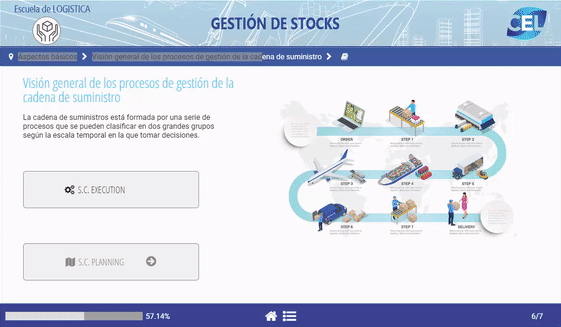 Escuela de LOGISTICA
GESTIÓN DE STOCKS
CEL
Aspectos básicos
Visión general de los procesos de gestión de la cadena de suministro
Visión general de los procesos de gestión de la
cadena de suministro
La cadena de suministros está formada por una serie de
procesos que se pueden clasificar en dos grandes grupos
según la escala temporal en la que tomar decisiones.
S.C. EXECUTION
S.C. PLANNING
ORDER
STEP 1
STEP 2
STEP 3
STEP 4
STEP 5
STEP 6
STEP 7
DELIVERY
57.14%
6/7